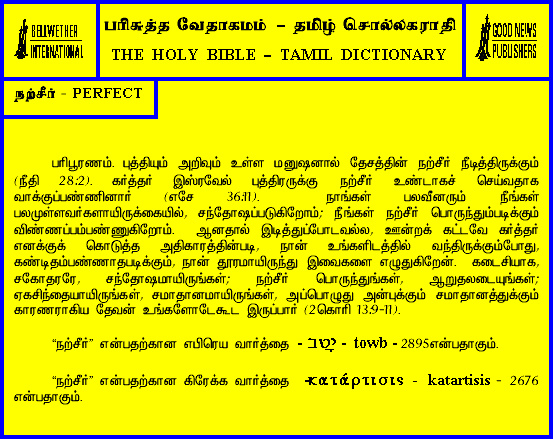 BELLWETHER
INTERNATIONAL
பரிசுத்த வேதாகமம் – தமிழ் சொல்லகராதி
THE HOLY BIBLE – TAMIL DICTIONARY
GOOD NEWS
PUBLISHERS
நற்சீர் - PERFECT
பரிபூரணம். புத்தியும் அறிவும் உள்ள மனுஷனால் தேசத்தின் நற்சீர் நீடித்திருக்கும்
(நீதி 28:2). கர்த்தர் இஸ்ரவேல் புத்திரருக்கு நற்சீர் உண்டாகச் செய்வதாக
வாக்குப்பண்ணினார் (எசே 36:11). நாங்கள் பலவீனரும் நீங்கள்
பலமுள்ளவர்களாயிருக்கையில், சந்தோஷப்படுகிறோம்; நீங்கள் நற்சீர் பொருந்தும்படிக்கும்
விண்ணப்பம்பண்ணுகிறோம். ஆனதால் இடித்துப்போடவல்ல, ஊன்றக் கட்டவே கர்த்தர்
எனக்குக் கொடுத்த அதிகாரத்தின்படி, நான் உங்களிடத்தில் வந்திருக்கும்போது,
கண்டிதம்பண்ணாதபடிக்கும், நான் தூரமாயிருந்து இவைகளை எழுதுகிறேன். கடைசியாக,
சகோதரரே, சந்தோஷமாயிருங்கள்; நற்சீர் பொருந்துங்கள், ஆறுதலடையுங்கள்;
ஏகசிந்தையாயிருங்கள், சமாதானமாயிருங்கள், அப்பொழுது அன்புக்கும் சமாதானத்துக்கும்
காரணராகிய தேவன் உங்களோடேகூட இருப்பார் (2கொரி 13:9-11).
“நற்சீர்” என்பதற்கான எபிரெய வார்த்தை - טוֹב - towb - 2895என்பதாகும்.
“நற்சீர்” என்பதற்கான கிரேக்க வார்த்தை -κατάρτισις - katartisis - 2676
என்பதாகும்.